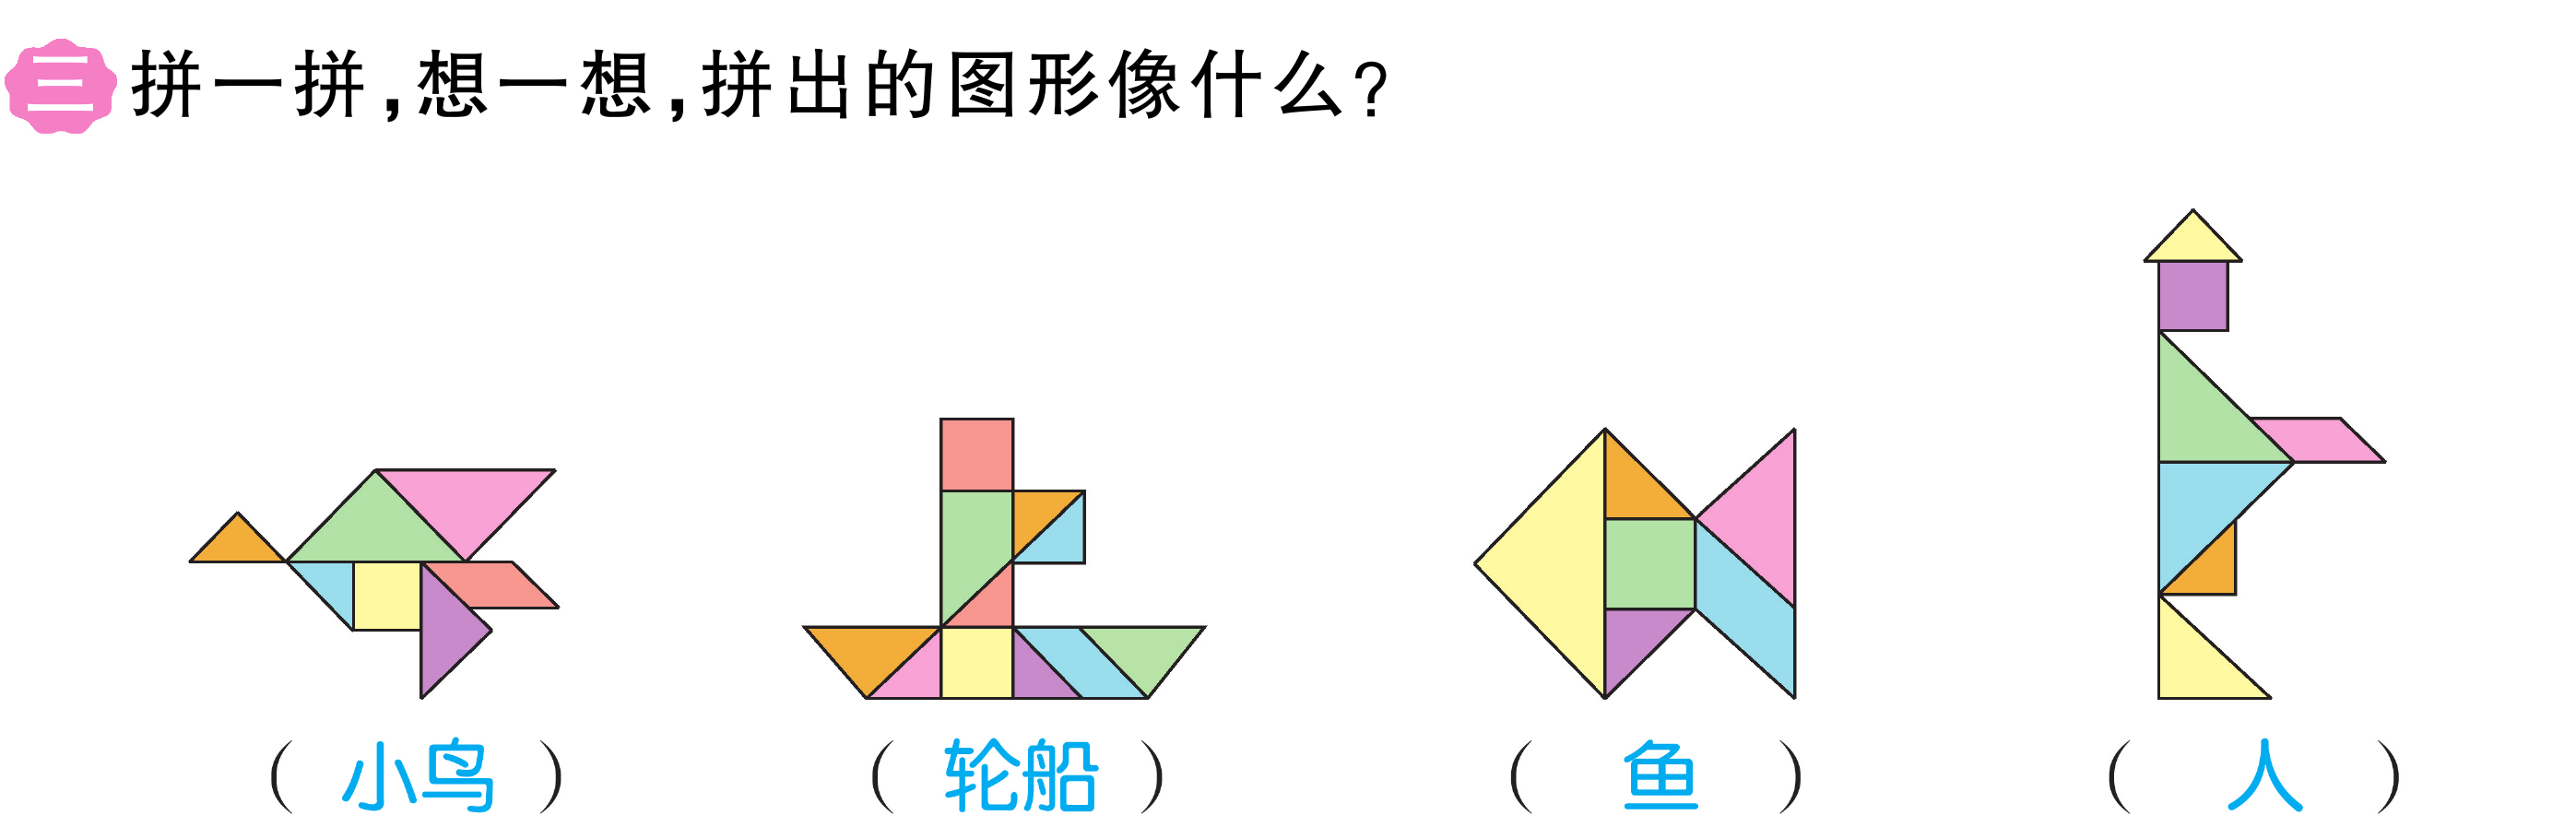 三 拼一拼,想一想,拼出的图形像什么?
( 小鸟 ) ( 轮船 ) ( 鱼 ) ( 人 )